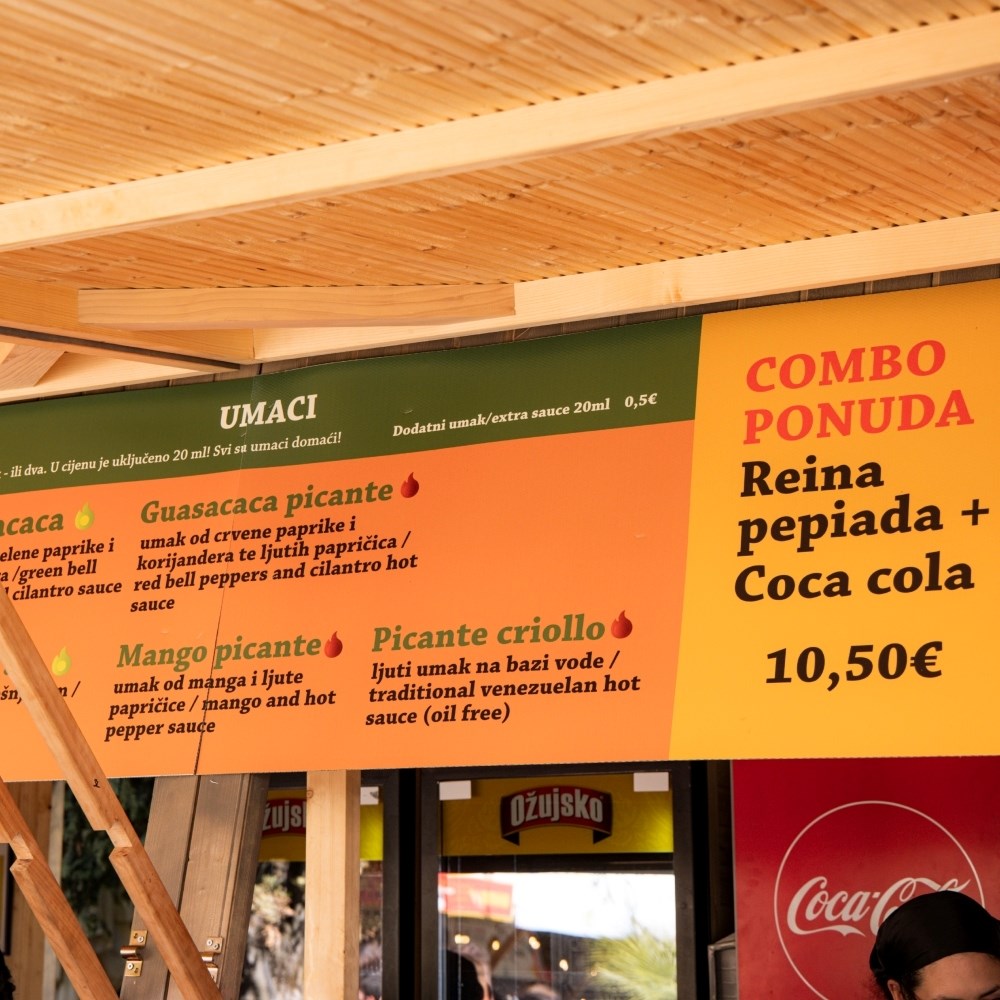 UMACI
- ili dva. U cijenu je uključeno 20 ml! Svi su umaci domaći!
Dodatni umak/extra sauce 20ml 0,5€
Guasacaca picante
umak od crvene paprike i
korijandera te ljutih papričica /
red bell peppers and cilantro hot
sauce
paprike i
/green bell
cilantro sauce
Mango picante
umak od manga i ljute
papričice / mango and hot
pepper sauce
Picante criollo
ljuti umak na bazi vode /
traditional venezuelan hot
sauce (oil free)
COMBO
PONUDA
Reina
pepiada +
Coca cola
10,50€
Ožujsko
Coca-Cola